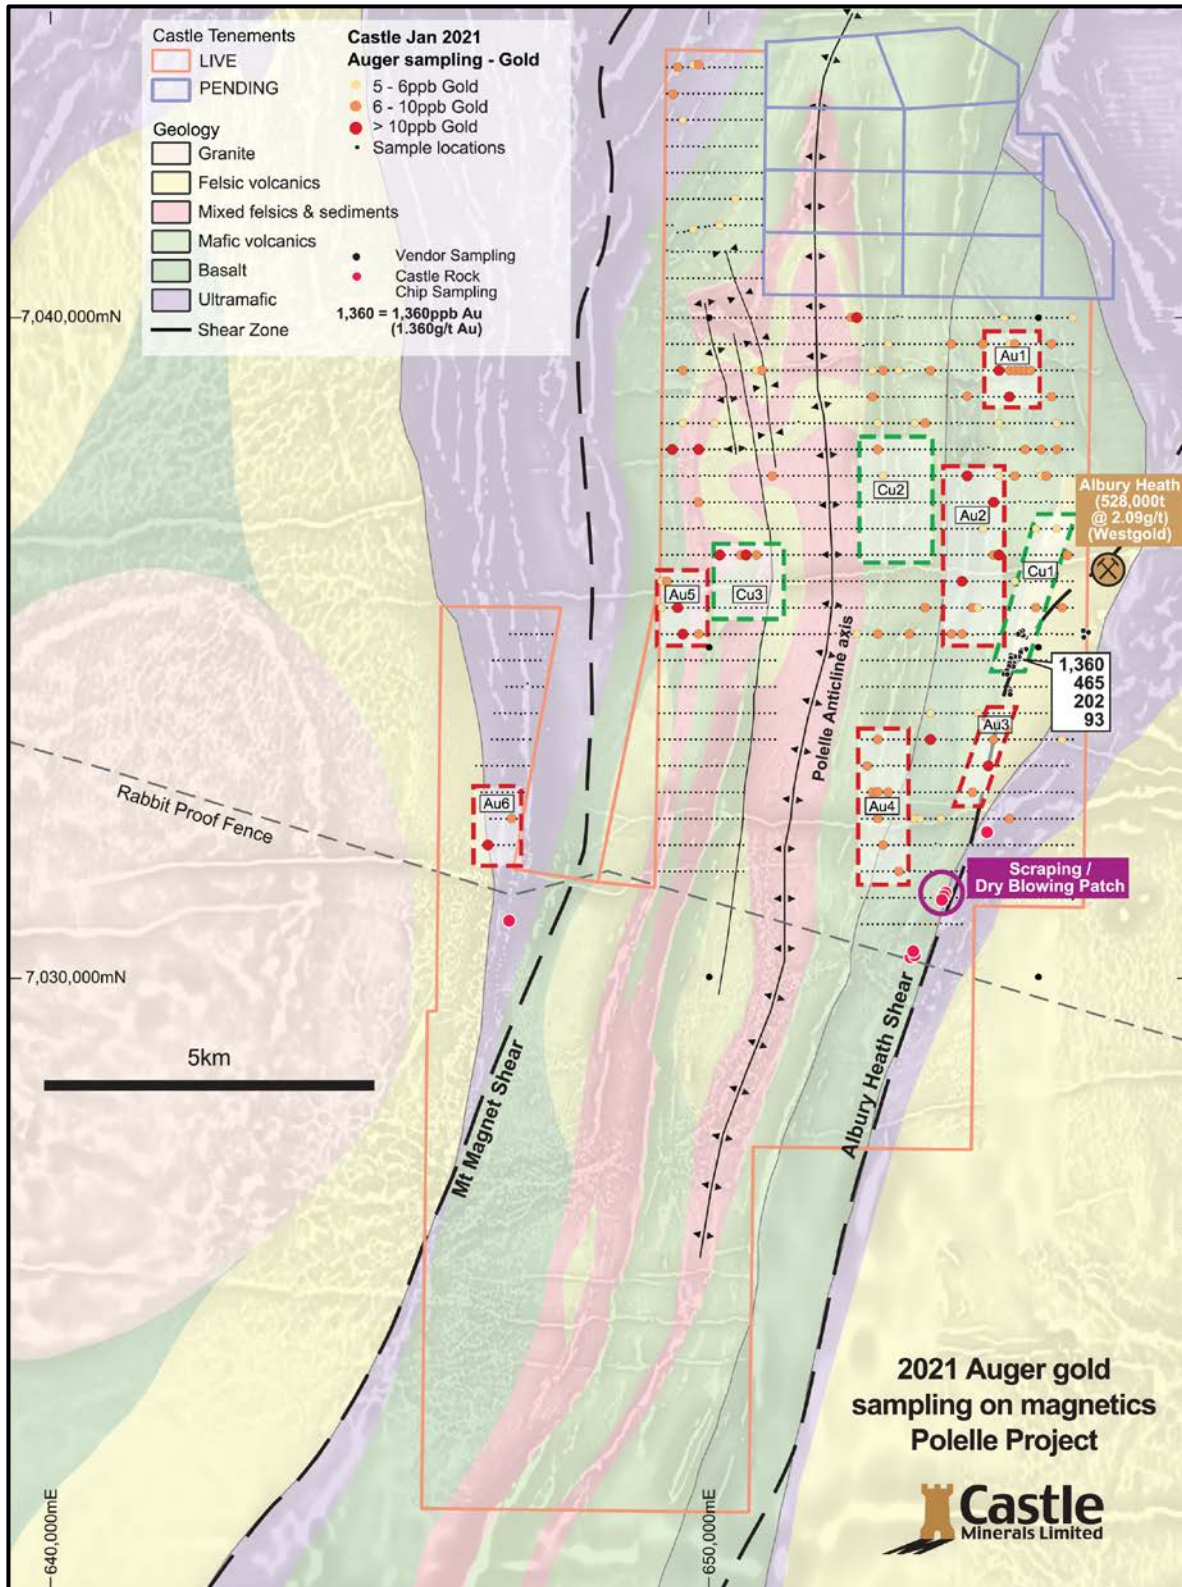 Castle Tenements
LIVE
PENDING
Geology
Granite
Felsic volcanics
Mixed felsics & sediments
Mafic volcanics
Basalt
Ultramafic
Shear Zone
Castle Jan 2021
Auger sampling - Gold
5 - 6ppb Gold
6 - 10ppb Gold
> 10ppb Gold
Sample locations
Vendor Sampling
Castle Rock
Chip Sampling
1,360 = 1,360ppb Au
(1.360g/t Au)
7,040,000mN
Au1
Cu2
Au2
Albury Heath
(528,000t
@ 2.09g/t)
(Westgold)
Cu1
Au5
Cu3
1,360
465
202
93
Polelle Anticline axis
Au3
Au4
Au6
Rabbit Proof Fence
Scraping /
Dry Blowing Patch
7,030,000mN
5km
Mt Magnet Shear
Albury Heath Shear
2021 Auger gold
sampling on magnetics
Polelle Project
Castle
Minerals Limited
640,000mE
650,000mE